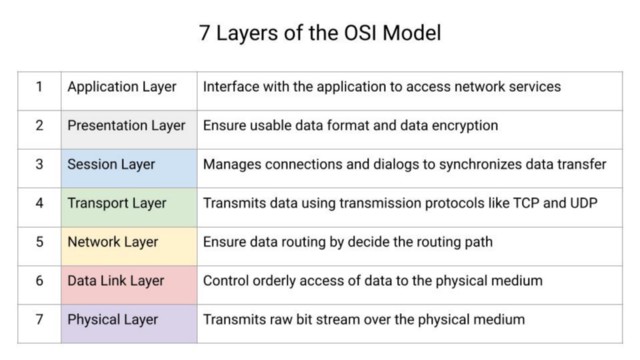 7 Layers of the OSI Model
1 Application Layer Interface with the application to access network services
2 Presentation Layer Ensure usable data format and data encryption
3 Session Layer Manages connections and dialogs to synchronizes data transfer
4 Transport Layer Transmits data using transmission protocols like TCP and UDP
5 Network Layer Ensure data routing by decide the routing path
6 Data Link Layer Control orderly access of data to the physical medium
7 Physical Layer Transmits raw bit stream over the physical medium